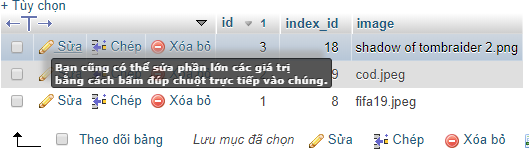 + Tùy chọn
id 1 index_id image
Sửa Chép Xóa bỏ 3 18 shadow of tombraider 2.png
Bạn cũng có thể sửa phần lớn các giá trị
bằng cách bấm đúp chuột trực tiếp vào chúng.
9 cod.jpeg
Sửa Chép Xóa bỏ 1 8 fifa19.jpeg
Theo dõi bảng Lưu mục đã chọn Sửa Chép Xóa bỏ